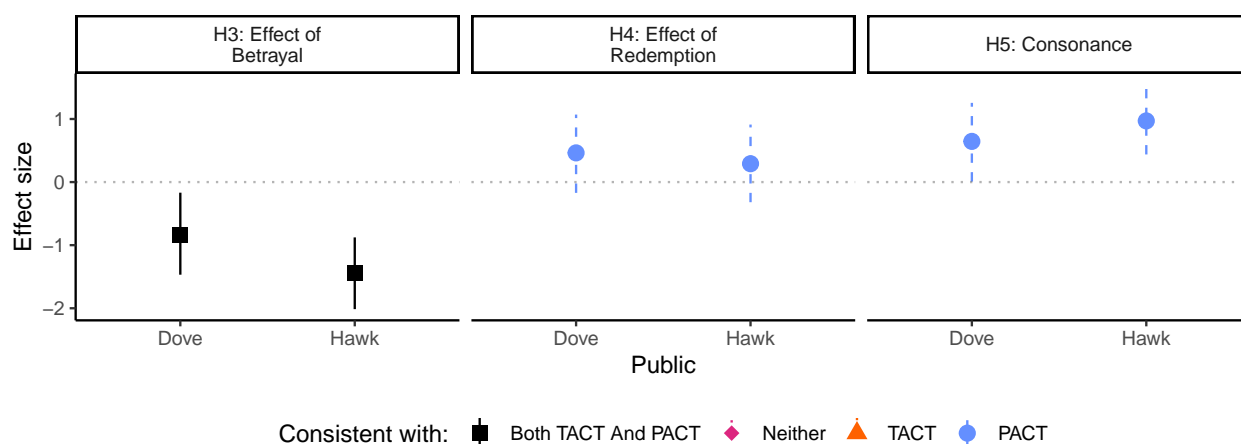 H3: Effect of
Betrayal
H4: Effect of
Redemption
H5: Consonance
Effect size
1
0
−1
−2
Dove
Hawk
Dove
Hawk
Dove
Hawk
Public
Consistent with:
Both TACT And PACT
Neither
TACT
PACT